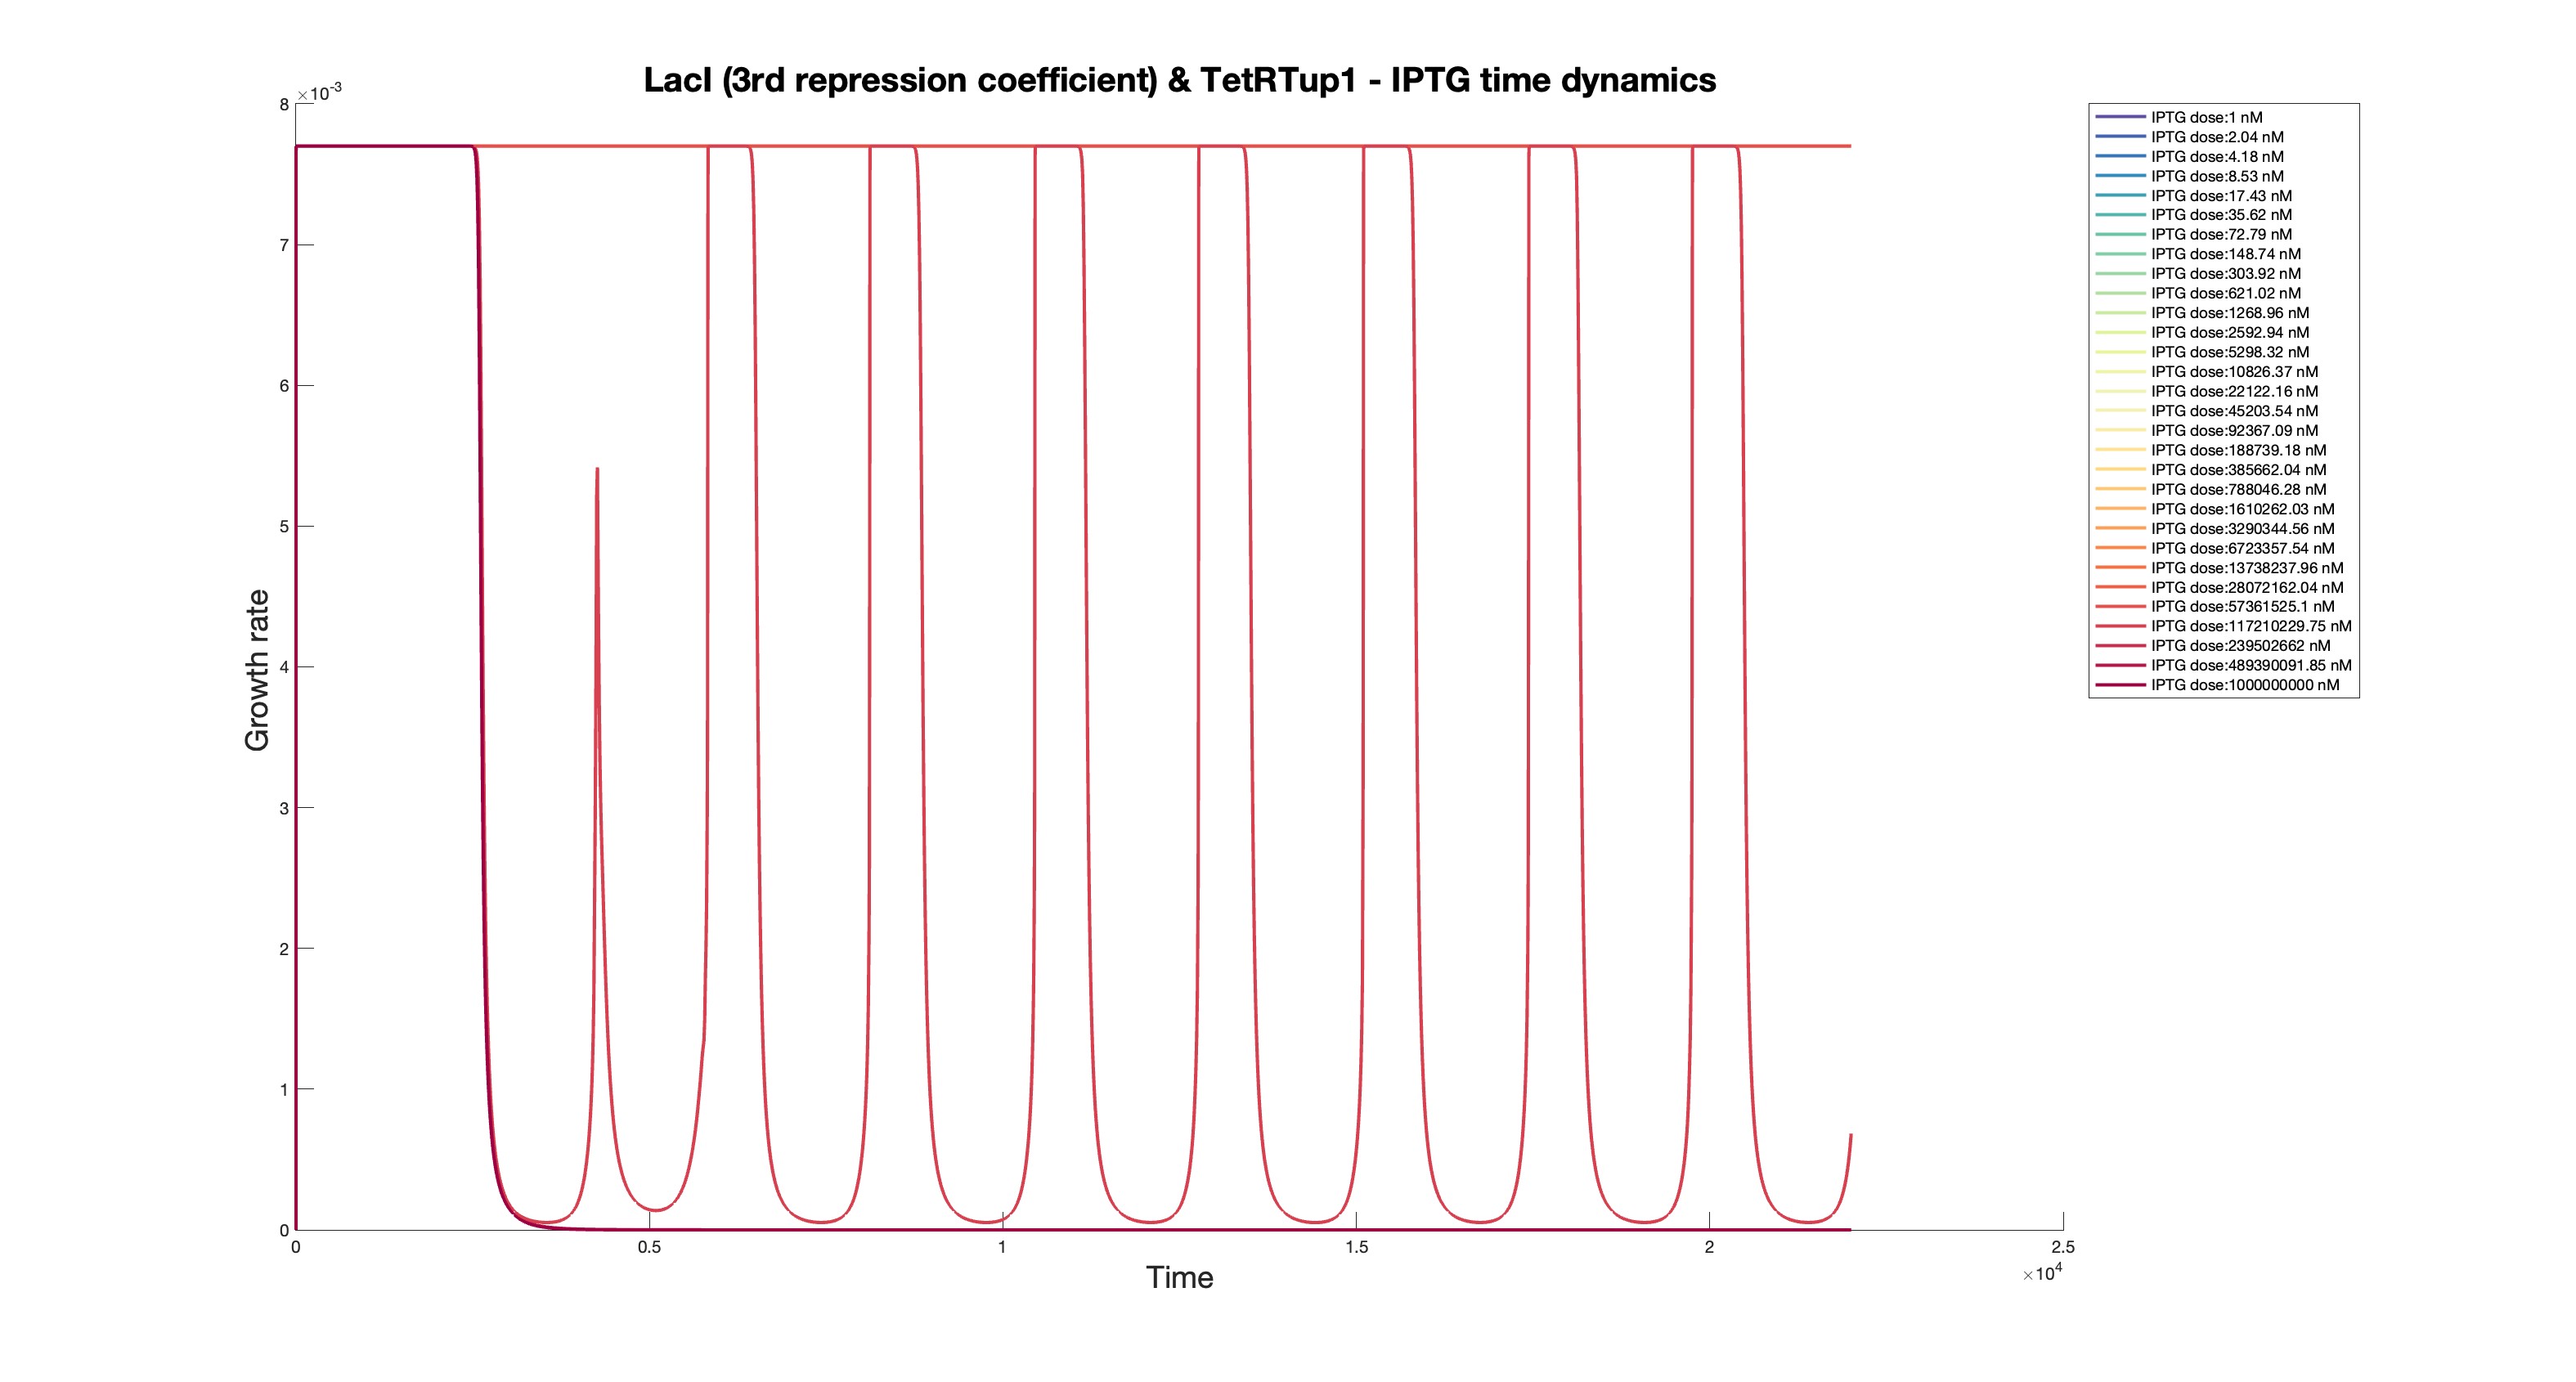 LacI (3rd repression coefficient) & TetRTup1 - IPTG time dynamics
×10-3
8
7
6
5
4
3
2
1
0
Growth rate
0 0.5 1 1.5 2 2.5
×104
Time
IPTG dose:1 nM
IPTG dose:2.04 nM
IPTG dose:4.18 nM
IPTG dose:8.53 nM
IPTG dose:17.43 nM
IPTG dose:35.62 nM
IPTG dose:72.79 nM
IPTG dose:148.74 nM
IPTG dose:303.92 nM
IPTG dose:621.02 nM
IPTG dose:1268.96 nM
IPTG dose:2592.94 nM
IPTG dose:5298.32 nM
IPTG dose:10826.37 nM
IPTG dose:22122.16 nM
IPTG dose:45203.54 nM
IPTG dose:92367.09 nM
IPTG dose:188739.18 nM
IPTG dose:385662.04 nM
IPTG dose:788046.28 nM
IPTG dose:1610262.03 nM
IPTG dose:3290344.56 nM
IPTG dose:6723357.54 nM
IPTG dose:13738237.96 nM
IPTG dose:28072162.04 nM
IPTG dose:57361525.1 nM
IPTG dose:117210229.75 nM
IPTG dose:239502662 nM
IPTG dose:489390091.85 nM
IPTG dose:1000000000 nM